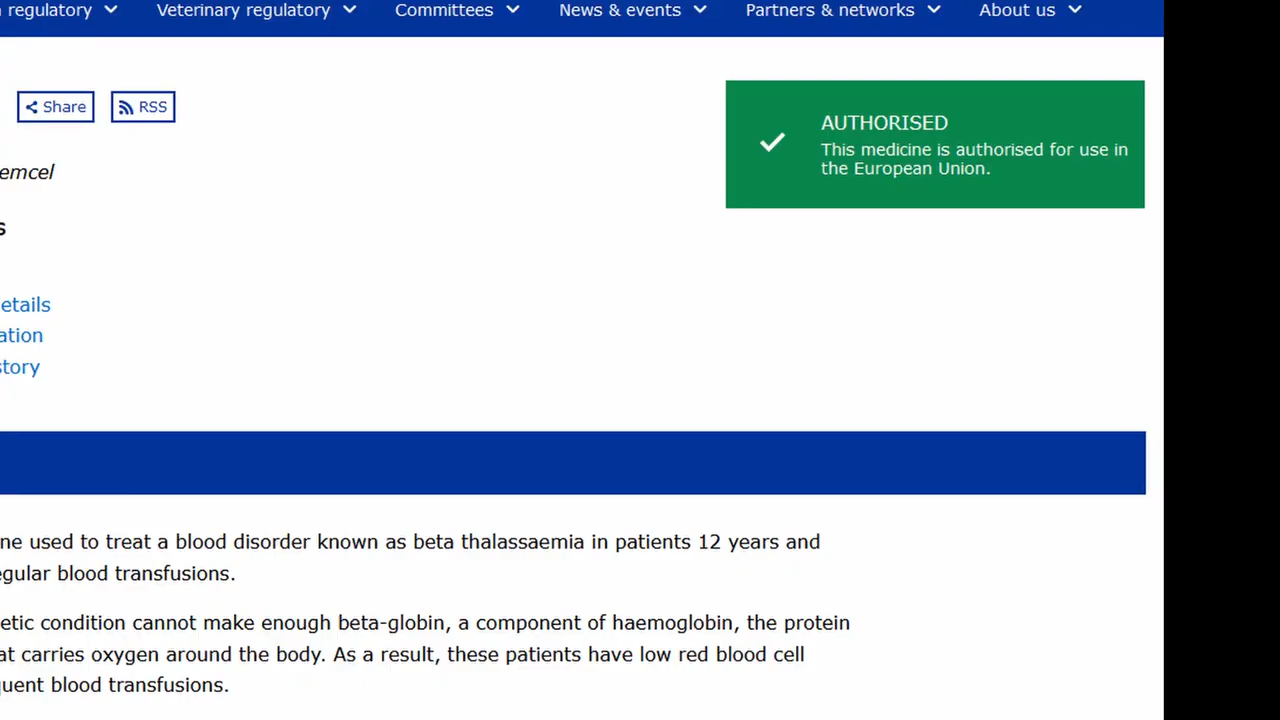 regulatory
Veterinary regulatory
Committees
News & events
Partners & networks
About us
Share
RSS
AUTHORISED
This medicine is authorised for use in
the European Union.
emcel
s
etails
ation
story
ne used to treat a blood disorder known as beta thalassaemia in patients 12 years and
egular blood transfusions.
etic condition cannot make enough beta-globin, a component of haemoglobin, the protein
at carries oxygen around the body. As a result, these patients have low red blood cell
quent blood transfusions.